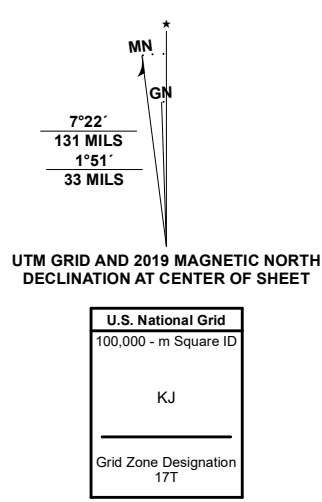 MN
GN
7°22´
131 MILS
1°51´
33 MILS
UTM GRID AND 2019 MAGNETIC NORTH
DECLINATION AT CENTER OF SHEET
U.S. National Grid
100,000 - m Square ID
KJ
Grid Zone Designation
17T